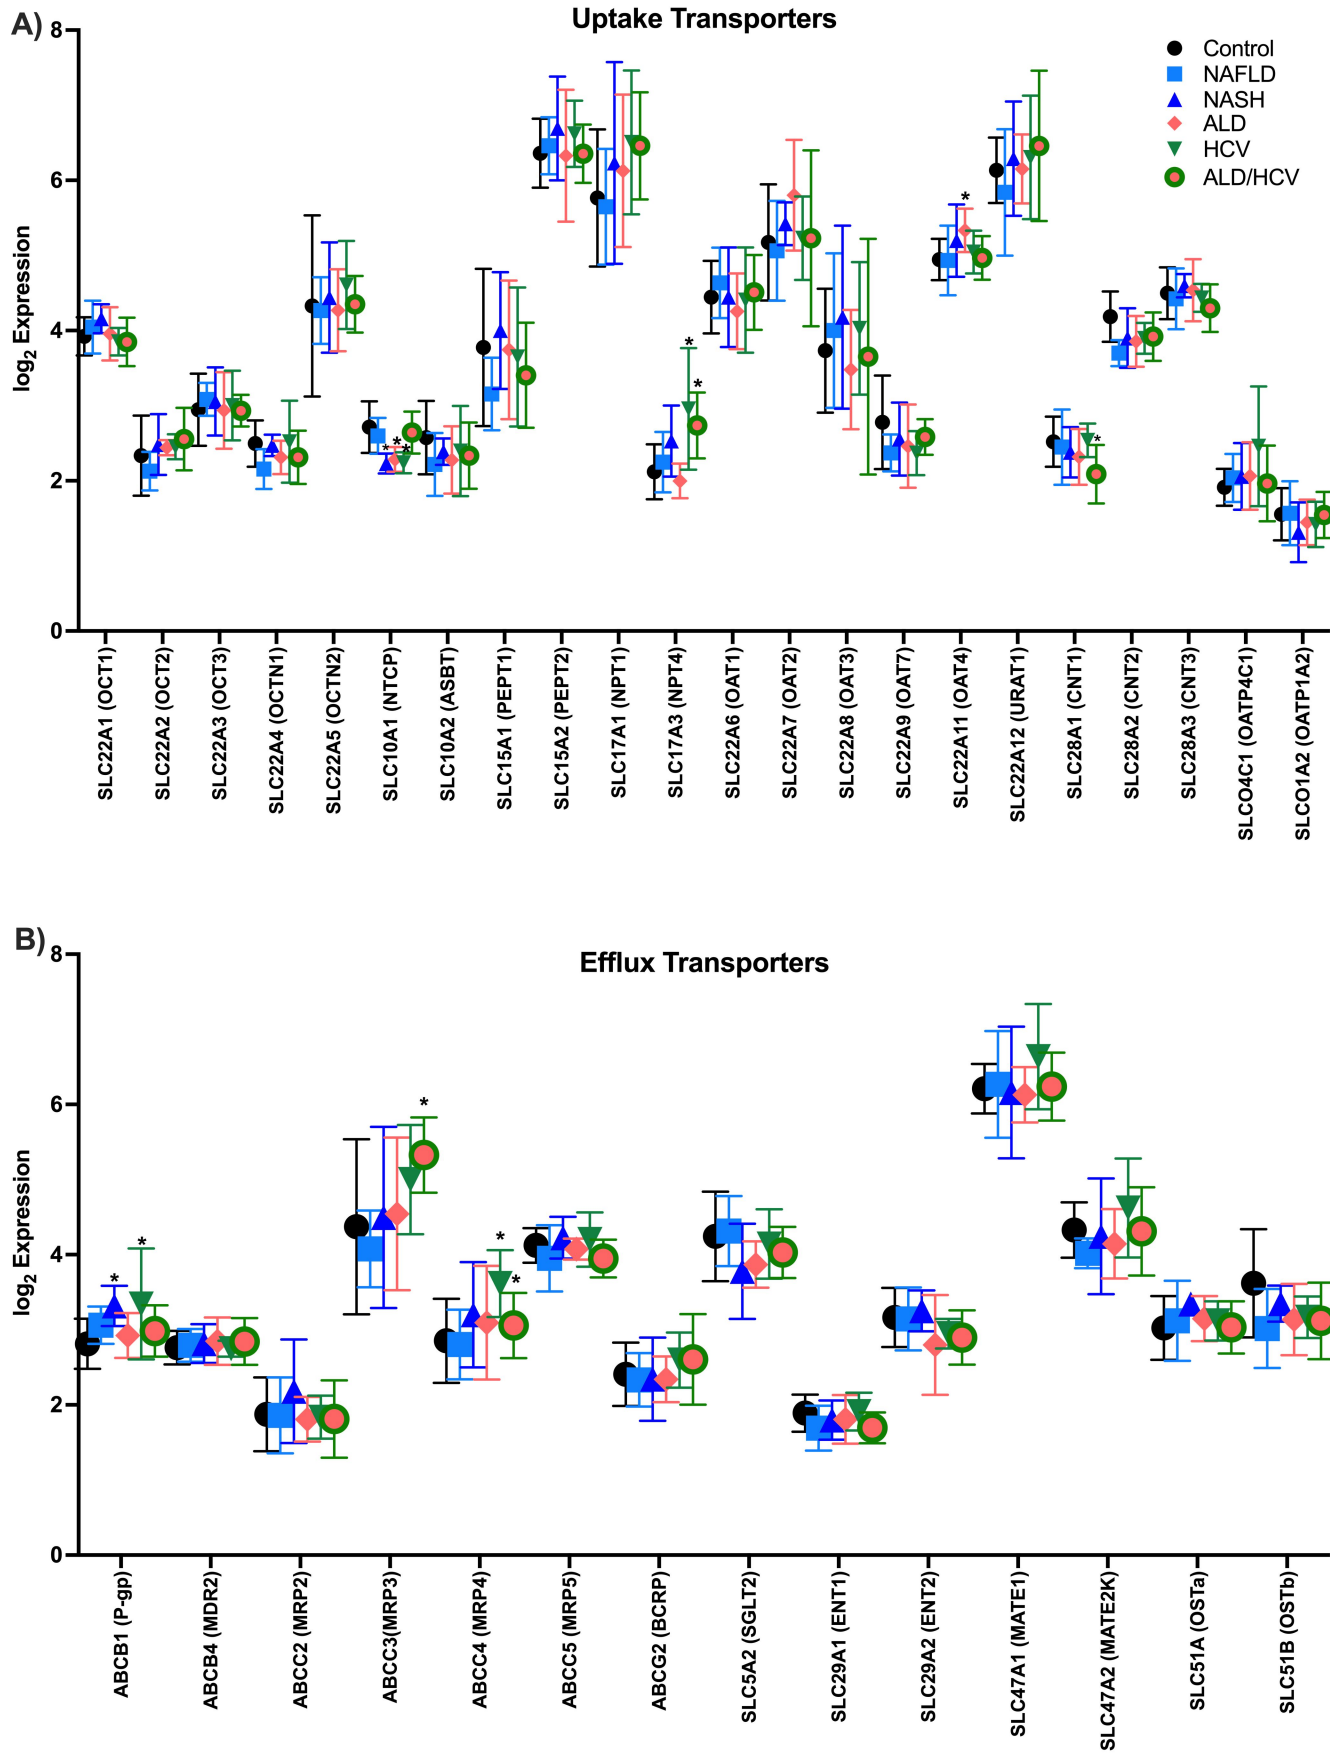 A)
Uptake Transporters
8
6
4
2
0
log2 Expression
Control
NAFLD
NASH
ALD
HCV
ALD/HCV
* * * * * * *
SLC22A1 (OCT1)
SLC22A2 (OCT2)
SLC22A3 (OCT3)
SLC22A4 (OCTN1)
SLC22A5 (OCTN2)
SLC10A1 (NTCP)
SLC10A2 (ASBT)
SLC15A1 (PEPT1)
SLC15A2 (PEPT2)
SLC17A1 (NPT1)
SLC17A3 (NPT4)
SLC22A6 (OAT1)
SLC22A7 (OAT2)
SLC22A8 (OAT3)
SLC22A9 (OAT7)
SLC22A11 (OAT4)
SLC22A12 (URAT1)
SLC28A1 (CNT1)
SLC28A2 (CNT2)
SLC28A3 (CNT3)
SLCO4C1 (OATP4C1)
SLCO1A2 (OATP1A2)
B)
Efflux Transporters
8
6
4
2
0
log2 Expression
* * * * *
ABCB1 (P-gp)
ABCB4 (MDR2)
ABCC2 (MRP2)
ABCC3(MRP3)
ABCC4 (MRP4)
ABCC5 (MRP5)
ABCG2 (BCRP)
SLC5A2 (SGLT2)
SLC29A1 (ENT1)
SLC29A2 (ENT2)
SLC47A1 (MATE1)
SLC47A2 (MATE2K)
SLC51A (OSTa)
SLC51B (OSTb)